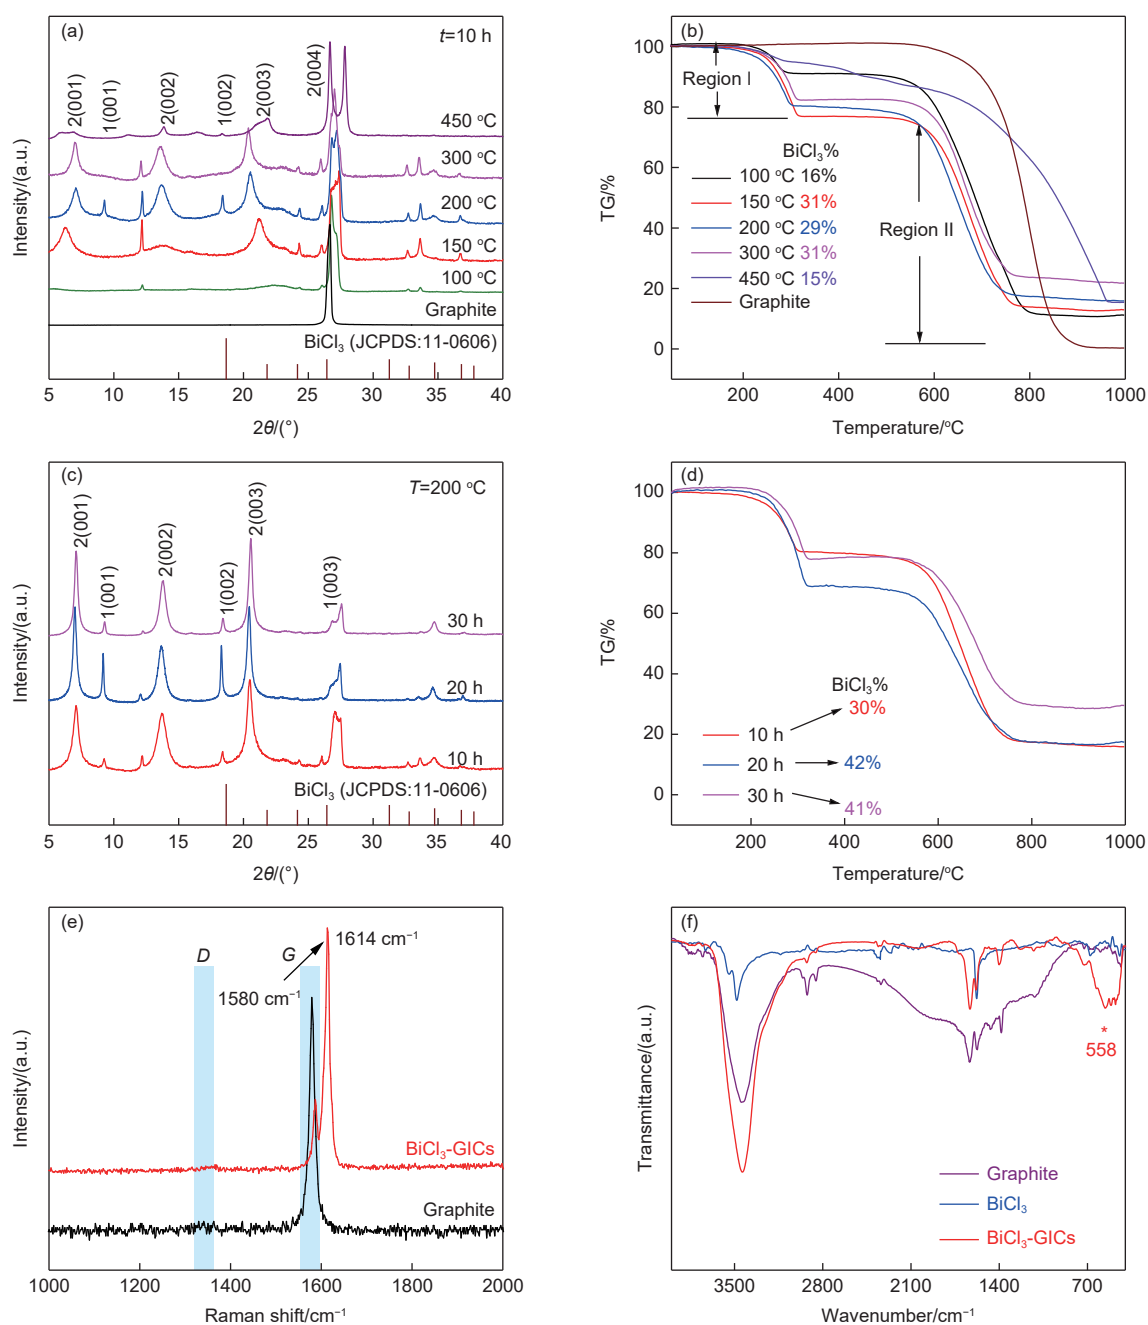 (a)
t=10 h
2(001)
1(001)
2(002)
1(002)
2(003)
2(004)
450 °C
300 °C
200 °C
150 °C
100 °C
Graphite
BiCl₃ (JCPDS:11-0606)
5 10 15 20 25 30 35 40
2θ/(°)
Intensity/(a.u.)
(b)
100
80
60
40
20
0
TG/%
Region I
Region II
BiCl₃%
100 °C 16%
150 °C 31%
200 °C 29%
300 °C 31%
450 °C 15%
Graphite
200 400 600 800 1000
Temperature/°C
(c)
T=200 °C
2(001)
1(001)
2(002)
1(002)
2(003)
1(003)
30 h
20 h
10 h
BiCl₃ (JCPDS:11-0606)
5 10 15 20 25 30 35 40
2θ/(°)
Intensity/(a.u.)
(d)
100
80
60
40
20
0
TG/%
BiCl₃%
30%
10 h
20 h
42%
30 h
41%
200 400 600 800 1000
Temperature/°C
(e)
D
G
1614 cm⁻¹
1580 cm⁻¹
BiCl₃-GICs
Graphite
1000 1200 1400 1600 1800 2000
Raman shift/cm⁻¹
Intensity/(a.u.)
(f)
*
558
Graphite
BiCl₃
BiCl₃-GICs
3500 2800 2100 1400 700
Wavenumber/cm⁻¹
Transmittance/(a.u.)